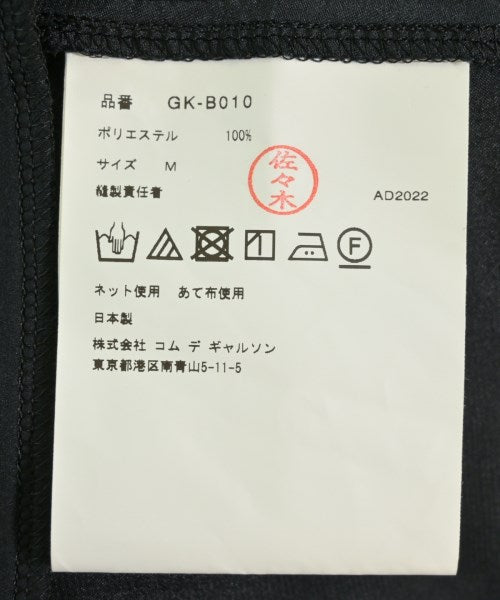 品番 GK-B010
ポリエステル 100%
サイズ M
縫製責任者
佐々木
AD2022
F
ネット使用 あて布使用
日本製
株式会社 コム デ ギャルソン
東京都港区南青山5-11-5